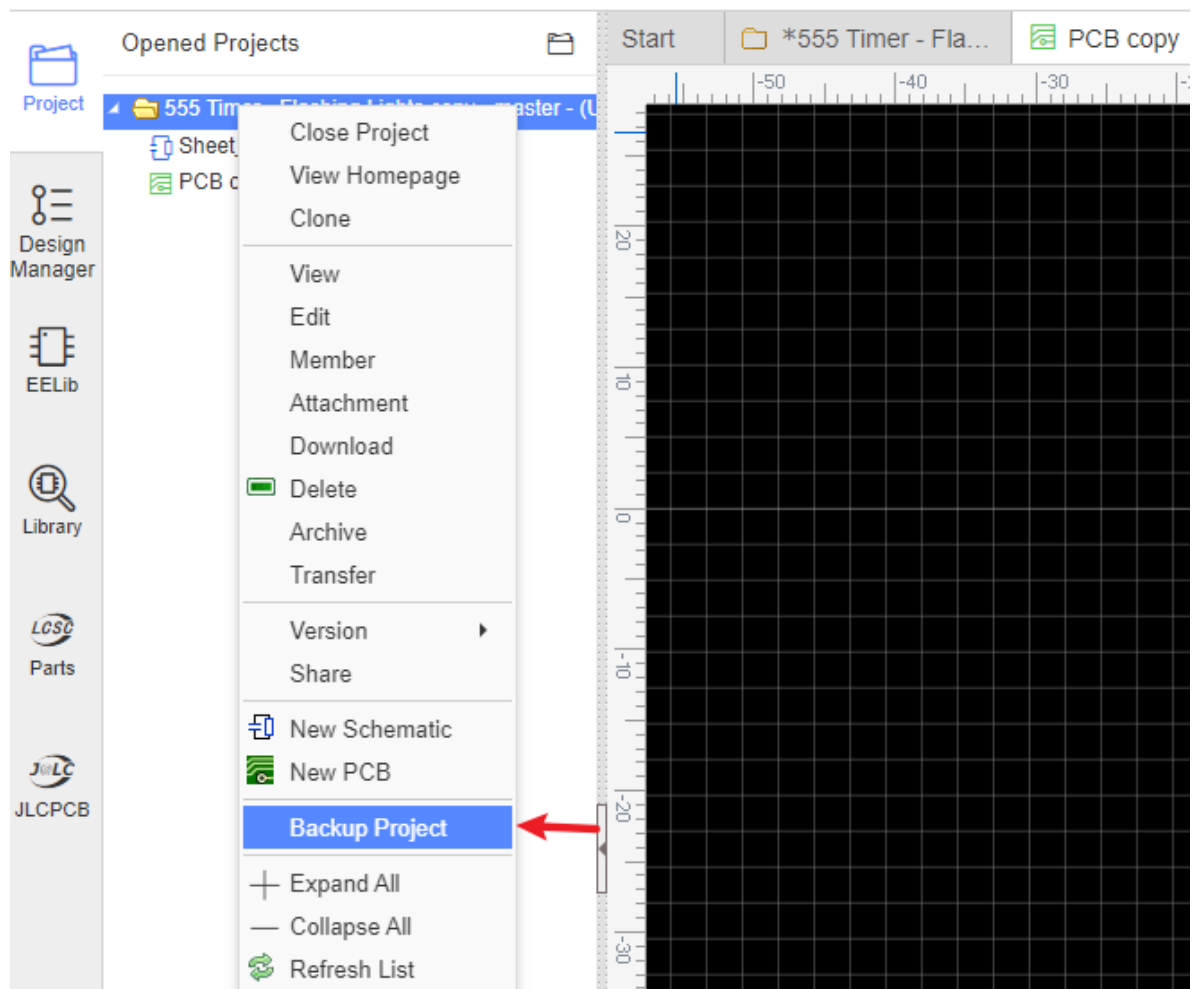 Opened Projects
Start
*555 Timer - Fla...
PCB copy
Project
555 Timer - Flashing Lights copy - master - (U
Sheet_
PCB c
Design
Manager
EELib
Library
LCSC
Parts
J@LC
JLCPCB
Close Project
View Homepage
Clone
View
Edit
Member
Attachment
Download
Delete
Archive
Transfer
Version
Share
New Schematic
New PCB
Backup Project
Expand All
Collapse All
Refresh List
-50
-40
-30
20
10
0
-10
-20
-30